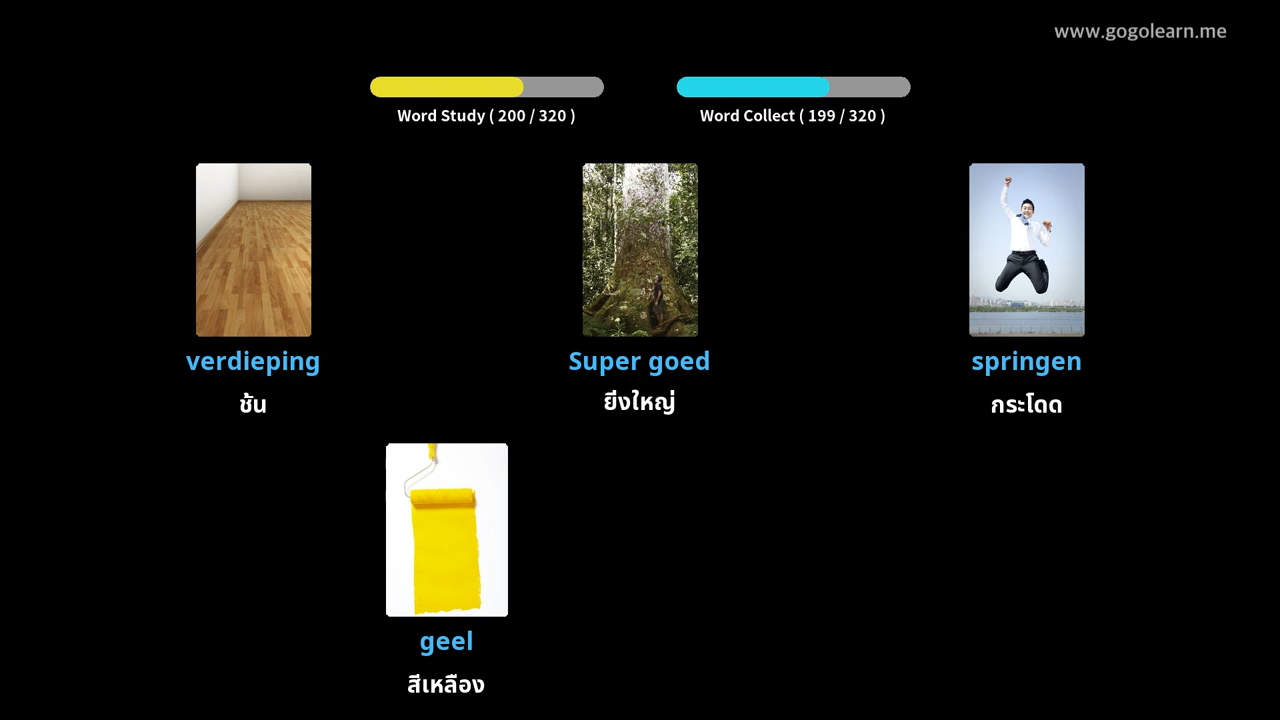 www.gogolearn.me
Word Study ( 200 / 320 )
Word Collect ( 199 / 320 )
verdieping
Super goed
springen
ชั้น
ยิ่งใหญ่
กระโดด
geel
สีเหลือง